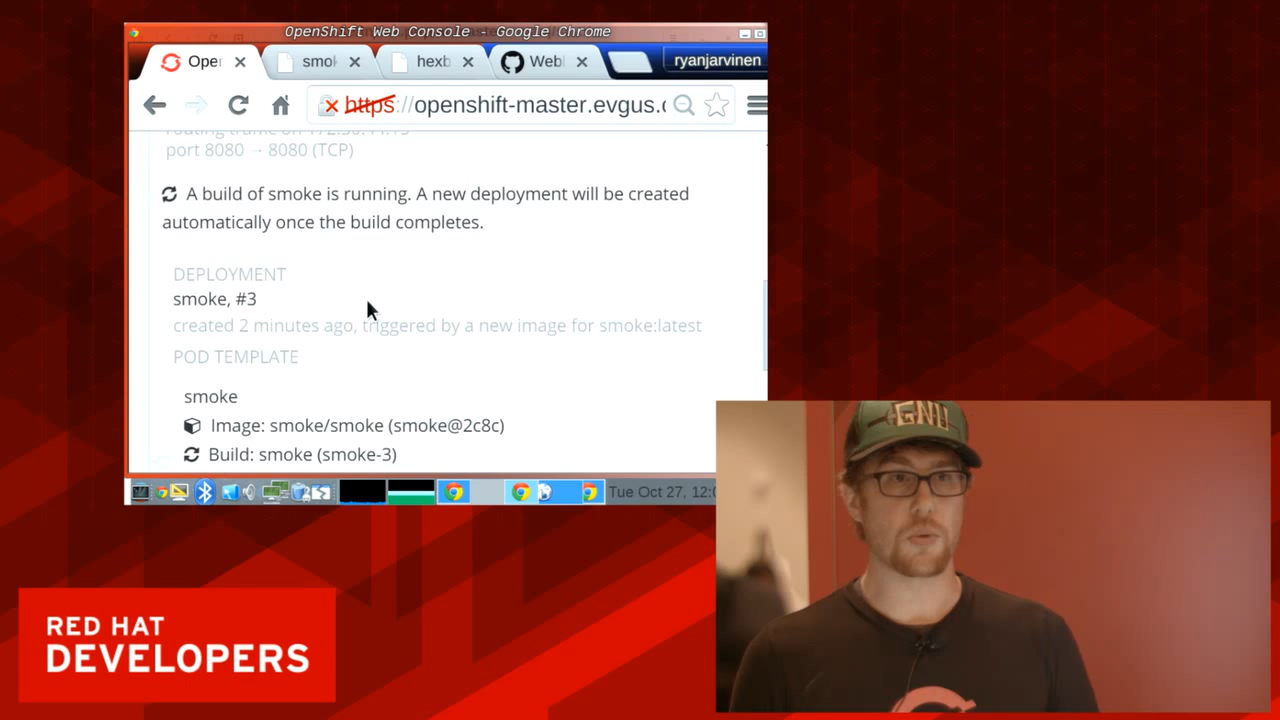 OpenShift Web Console - Google Chrome
Oper
smok
hexb
Web
ryanjarvinen
https://openshift-master.evgus.c
port 8080 → 8080 (TCP)
A build of smoke is running. A new deployment will be created
automatically once the build completes.
DEPLOYMENT
smoke, #3
created 2 minutes ago, triggered by a new image for smoke:latest
POD TEMPLATE
smoke
Image: smoke/smoke (smoke@2c8c)
Build: smoke (smoke-3)
Tue Oct 27, 12:0
GNU
RED HAT
DEVELOPERS